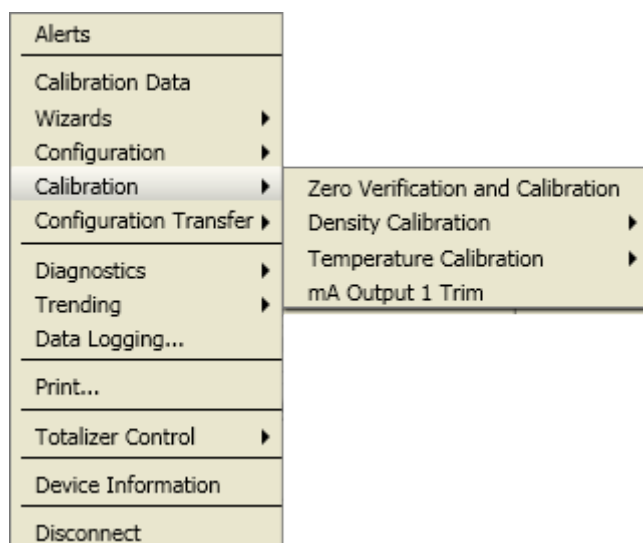 Alerts
Calibration Data
Wizards
Configuration
Calibration
Configuration Transfer
Zero Verification and Calibration
Density Calibration
Temperature Calibration
mA Output 1 Trim
Diagnostics
Trending
Data Logging...
Print...
Totalizer Control
Device Information
Disconnect